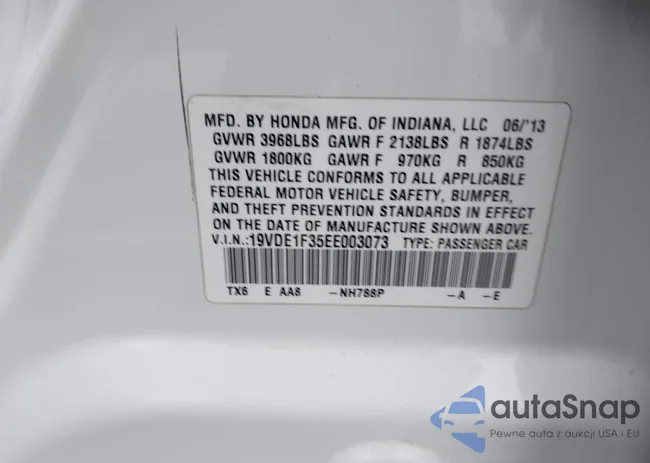 MFD. BY HONDA MFG. OF INDIANA, LLC 06/'13
GVWR 3968LBS GAWR F 2138LBS R 1874LBS
GVWR 1800KG GAWR F 970KG R 850KG
THIS VEHICLE CONFORMS TO ALL APPLICABLE
FEDERAL MOTOR VEHICLE SAFETY, BUMPER,
AND THEFT PREVENTION STANDARDS IN EFFECT
ON THE DATE OF MANUFACTURE SHOWN ABOVE.
V.I.N.:19VDE1F35EE003073 TYPE: PASSENGER CAR
TX6 E AA8 -NH788P -A -E
autaSnap
Pewne auta z aukcji USA i EU